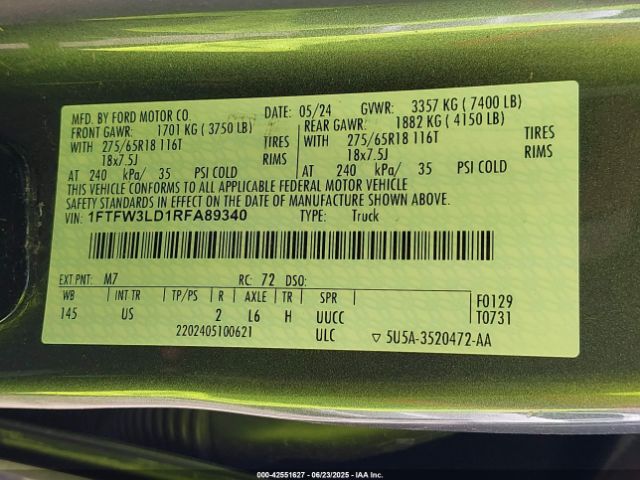 MFD. BY FORD MOTOR CO. DATE: 05/24 GVWR: 3357 KG ( 7400 LB)
FRONT GAWR: 1701 KG ( 3750 LB) REAR GAWR: 1882 KG ( 4150 LB)
WITH 275/65R18 116T TIRES WITH 275/65R18 116T TIRES
18x7.5J RIMS 18x7.5J RIMS
AT 240 kPa/ 35 PSI COLD AT 240 kPa/ 35 PSI COLD
THIS VEHICLE CONFORMS TO ALL APPLICABLE FEDERAL MOTOR VEHICLE
SAFETY STANDARDS IN EFFECT ON THE DATE OF MANUFACTURE SHOWN ABOVE.
VIN: 1FTFW3LD1RFA89340 TYPE: Truck
EXT PNT: M7 RC: 72 DSO:
WB INT TR TP/PS R AXLE TR SPR F0129
145 US 2 L6 H UUCC T0731
2202405100621 ULC ▽ 5U5A-3520472-AA
000-42551627 - 06/23/2025 - IAA Inc.